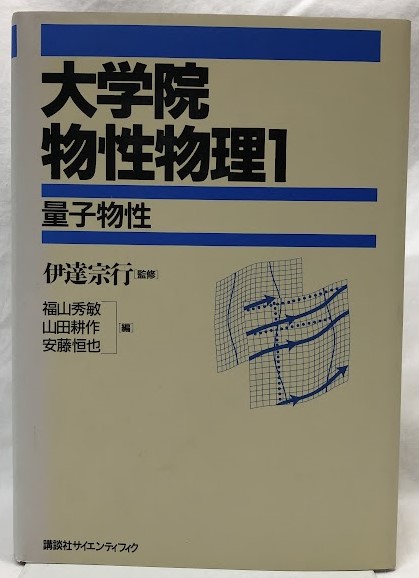 大学院
物性物理1
量子物性
伊達宗行[監修]
福山秀敏
山田耕作[編]
安藤恒也
講談社サイエンティフィク